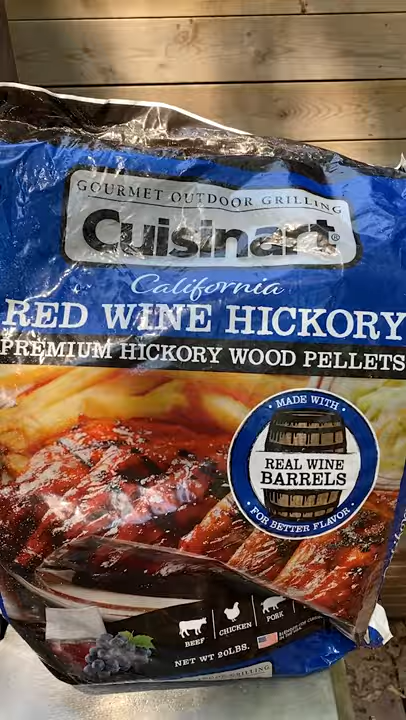 GOURMET OUTDOOR GRILLING
Cuisinart®
California
RED WINE HICKORY
PREMIUM HICKORY WOOD PELLETS
• MADE WITH •
REAL WINE
BARRELS
• FOR BETTER FLAVOR •
BEEF
CHICKEN
PORK
NET WT 20LBS.
GRILLING